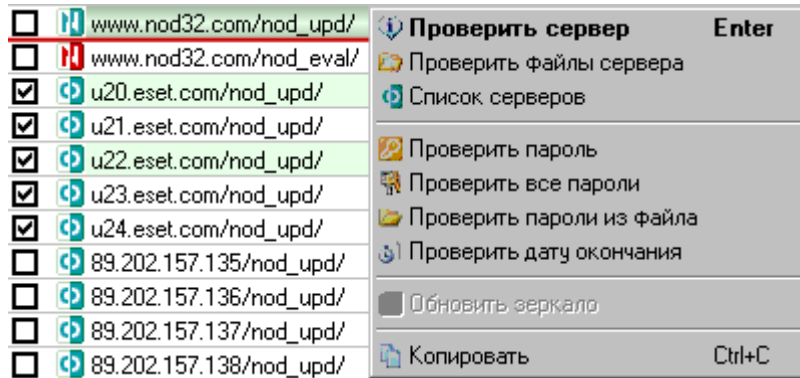 www.nod32.com/nod_upd/
www.nod32.com/nod_eval/
u20.eset.com/nod_upd/
u21.eset.com/nod_upd/
u22.eset.com/nod_upd/
u23.eset.com/nod_upd/
u24.eset.com/nod_upd/
89.202.157.135/nod_upd/
89.202.157.136/nod_upd/
89.202.157.137/nod_upd/
89.202.157.138/nod_upd/
Проверить сервер Enter
Проверить файлы сервера
Список серверов
Проверить пароль
Проверить все пароли
Проверить пароли из файла
Проверить дату окончания
Обновить зеркало
Копировать Ctrl+C